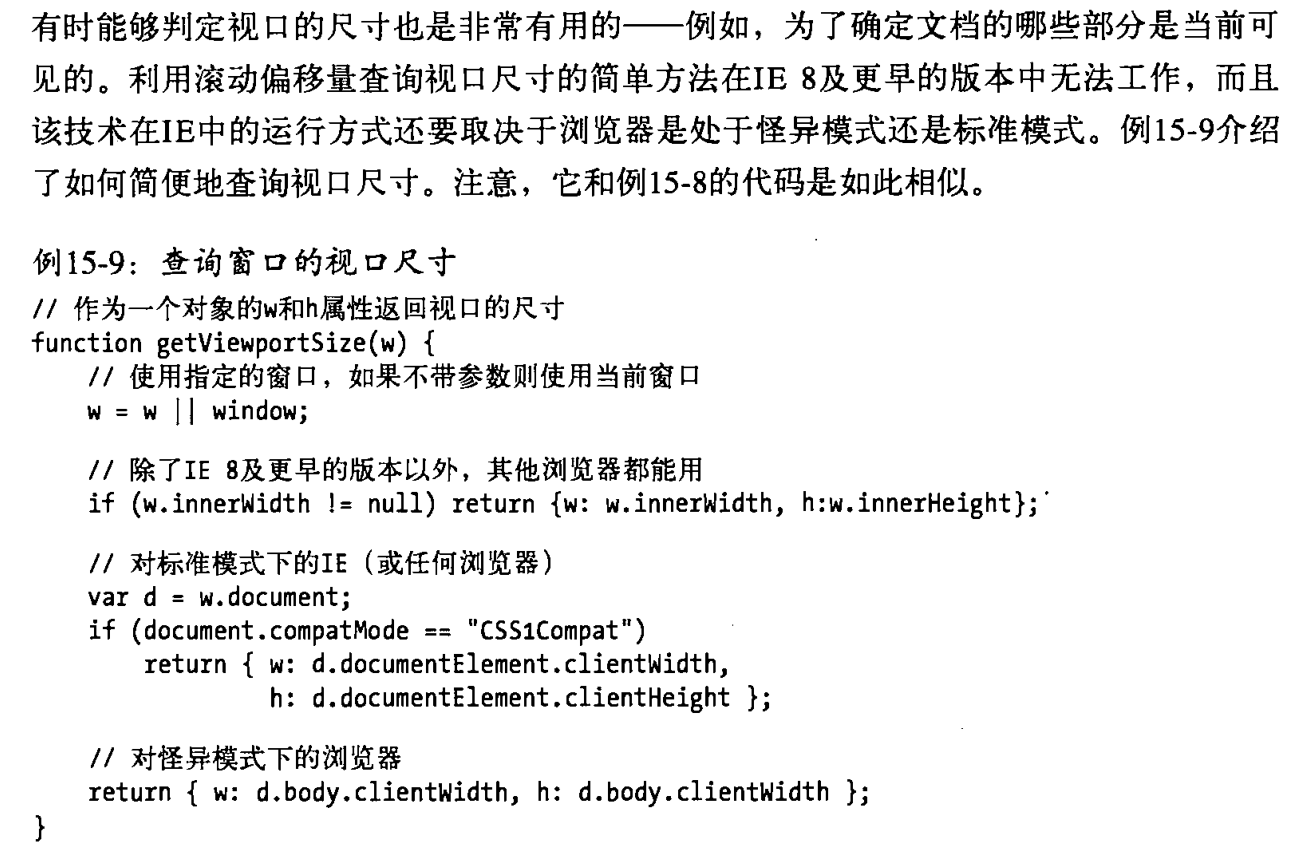 有时能够判定视口的尺寸也是非常有用的——例如，为了确定文档的哪些部分是当前可
见的。利用滚动偏移量查询视口尺寸的简单方法在IE 8及更早的版本中无法工作，而且
该技术在IE中的运行方式还要取决于浏览器是处于怪异模式还是标准模式。例15-9介绍
了如何简便地查询视口尺寸。注意，它和例15-8的代码是如此相似。
例15-9：查询窗口的视口尺寸
// 作为一个对象的w和h属性返回视口的尺寸
function getViewportSize(w) {
    // 使用指定的窗口，如果不带参数则使用当前窗口
    w = w || window;
    // 除了IE 8及更早的版本以外，其他浏览器都能用
    if (w.innerWidth != null) return {w: w.innerWidth, h:w.innerHeight};
    // 对标准模式下的IE（或任何浏览器）
    var d = w.document;
    if (document.compatMode == "CSS1Compat")
        return { w: d.documentElement.clientWidth,
                 h: d.documentElement.clientHeight };
    // 对怪异模式下的浏览器
    return { w: d.body.clientWidth, h: d.body.clientWidth };
}